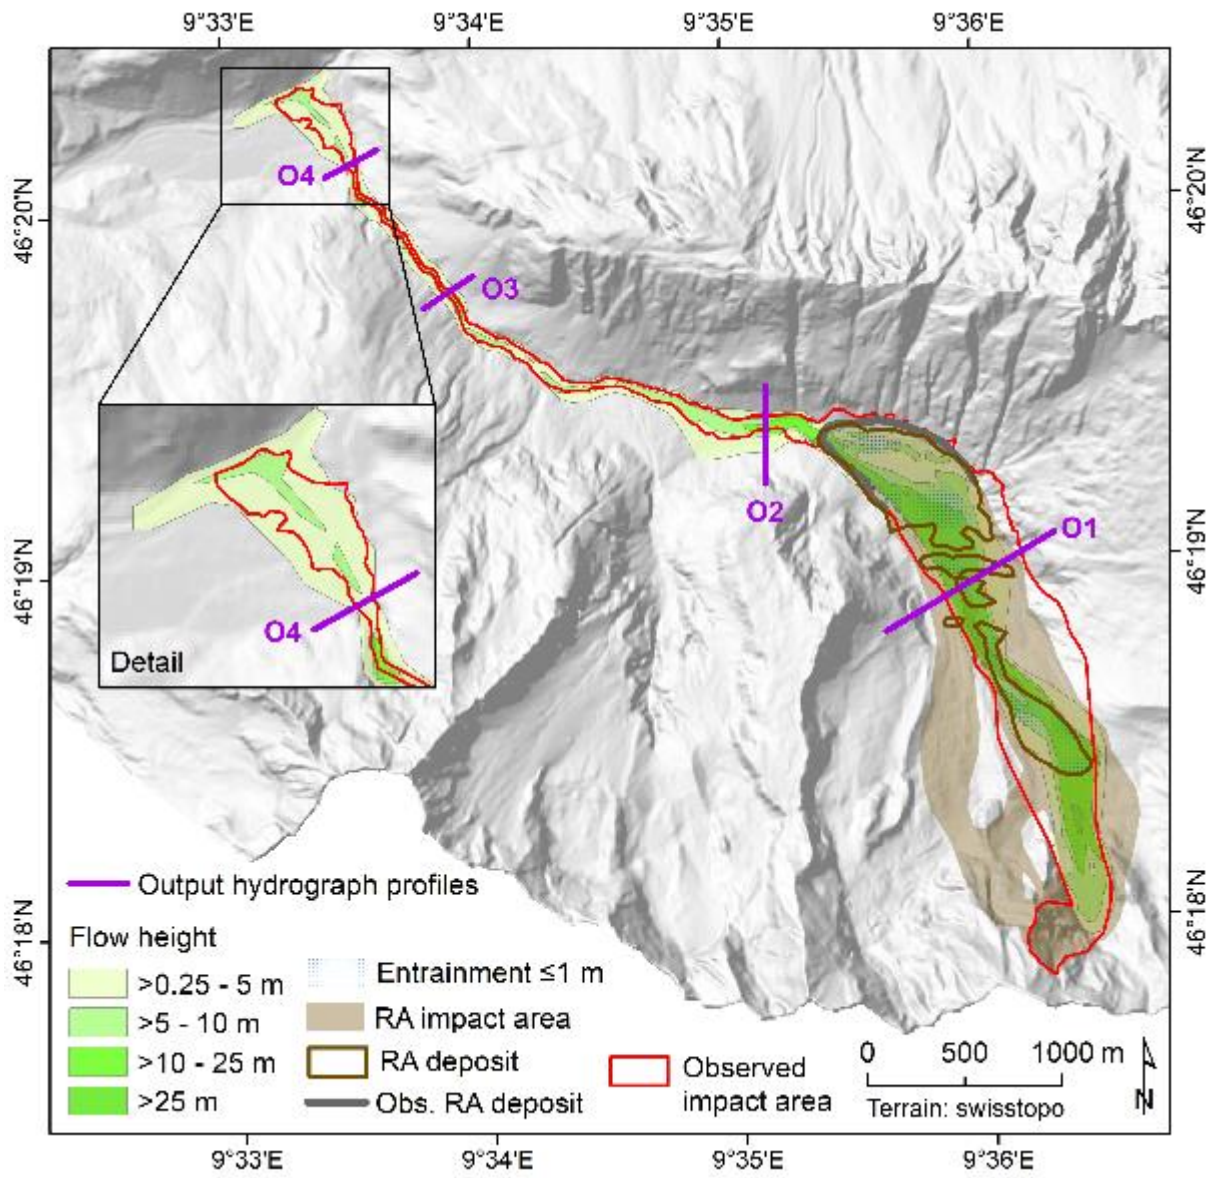 9°33'E 9°34'E 9°35'E 9°36'E
46°20'N
46°20'N
O4
O3
O2
O1
46°19'N
46°19'N
O4
Detail
46°18'N
46°18'N
Output hydrograph profiles
Flow height
>0.25 - 5 m
>5 - 10 m
>10 - 25 m
>25 m
Entrainment ≤1 m
RA impact area
RA deposit
Obs. RA deposit
Observed
impact area
0 500 1000 m
Terrain: swisstopo
N
9°33'E 9°34'E 9°35'E 9°36'E